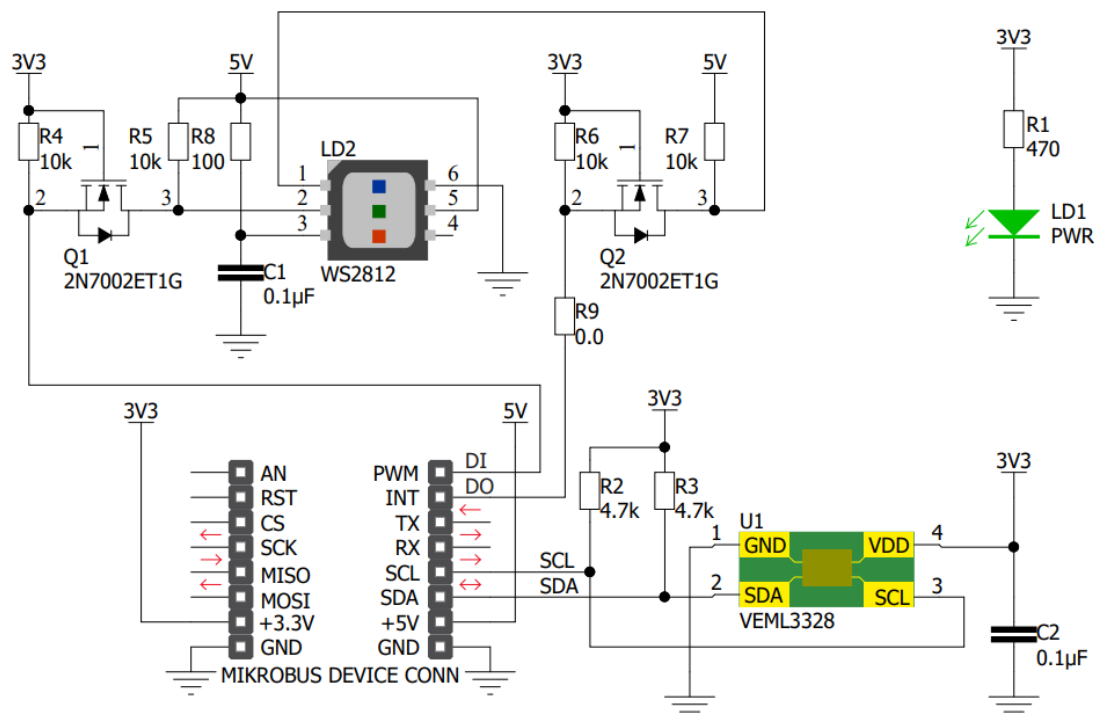 3V3
5V
3V3
5V
3V3
R4
10k
1
R5
10k
R8
100
LD2
R6
10k
1
R7
10k
R1
470
2
3
1
2
3
6
5
4
2
3
LD1
PWR
Q1
2N7002ET1G
C1
0.1µF
WS2812
Q2
2N7002ET1G
R9
0.0
3V3
5V
3V3
3V3
AN
RST
CS
SCK
MISO
MOSI
+3.3V
GND
PWM
INT
TX
RX
SCL
SDA
+5V
GND
DI
DO
SCL
SDA
MIKROBUS DEVICE CONN
R2
4.7k
R3
4.7k
U1
1
GND
VDD
4
2
SDA
SCL
3
VEML3328
C2
0.1µF